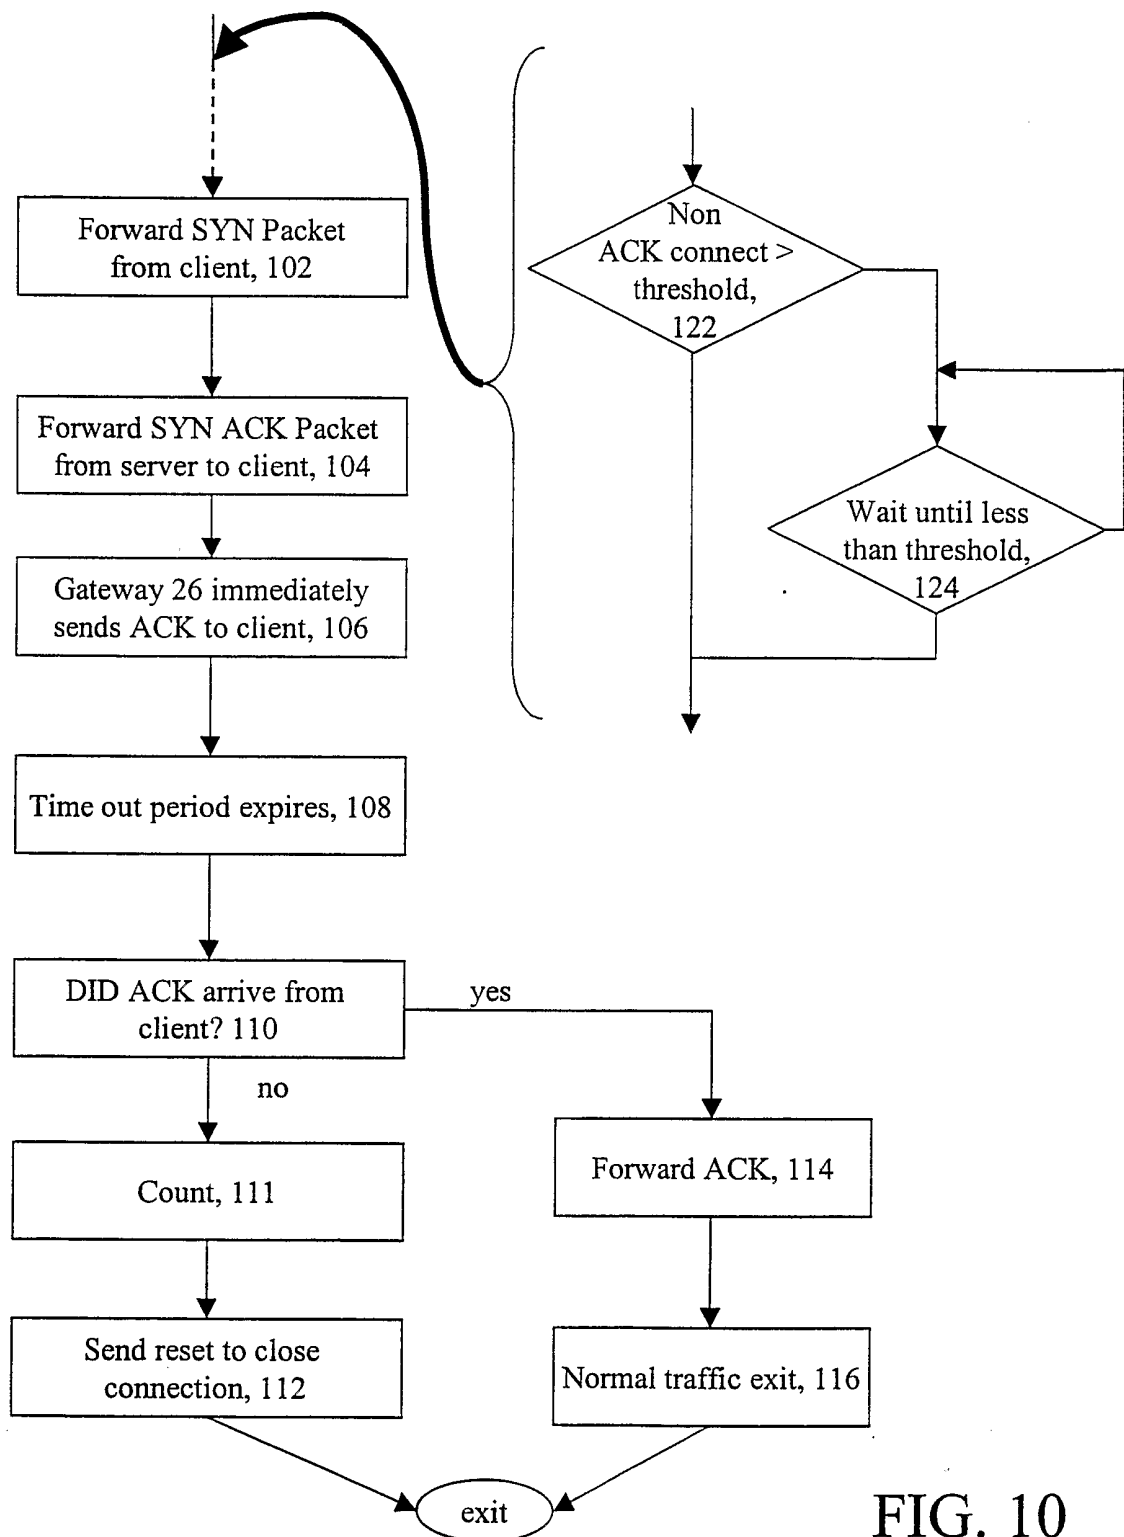 Forward SYN Packet
from client, 102
Forward SYN ACK Packet
from server to client, 104
Gateway 26 immediately
sends ACK to client, 106
Time out period expires, 108
DID ACK arrive from
client? 110
yes
no
Count, 111
Send reset to close
connection, 112
Forward ACK, 114
Normal traffic exit, 116
exit
Non
ACK connect >
threshold,
122
Wait until less
than threshold,
124
FIG. 10